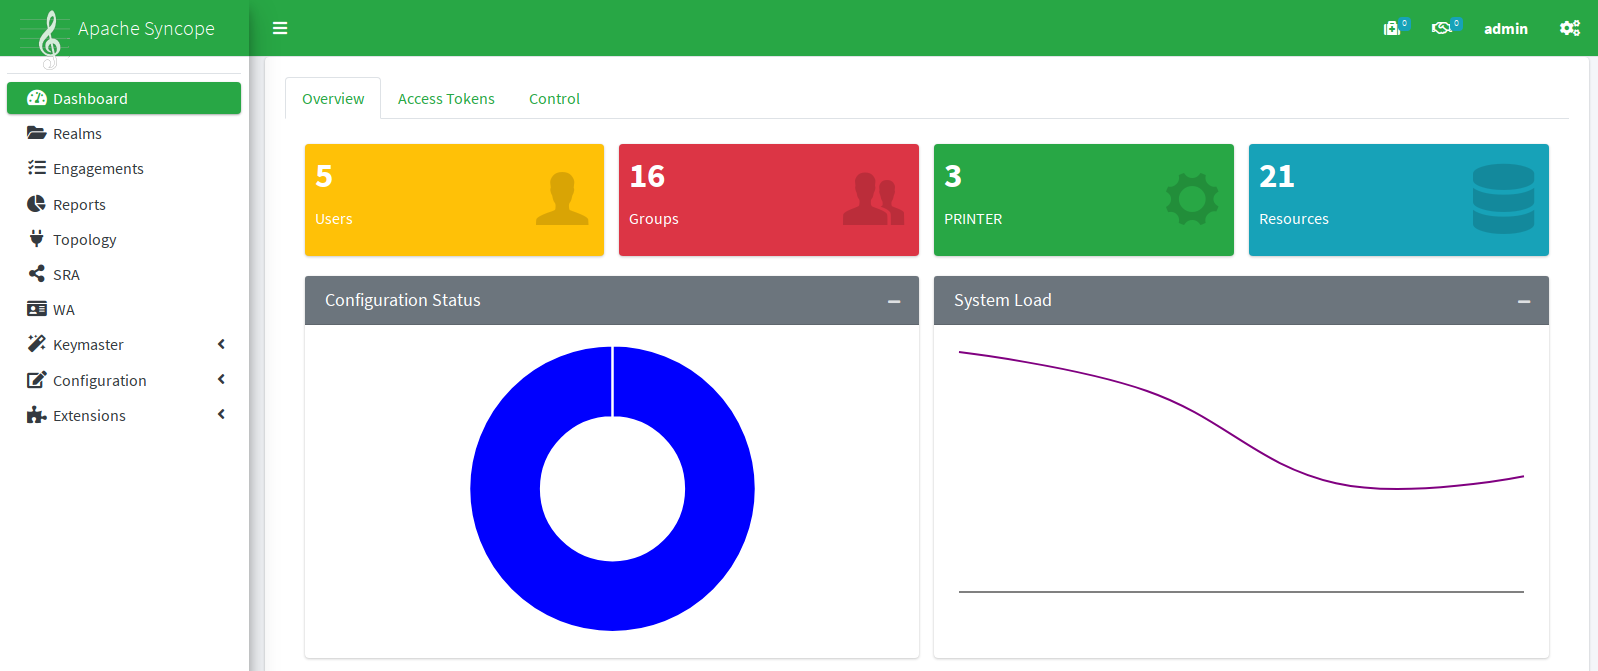 Apache Syncope
0
0
admin
Dashboard
Realms
Engagements
Reports
Topology
SRA
WA
Keymaster
Configuration
Extensions
Overview
Access Tokens
Control
5
Users
16
Groups
3
PRINTER
21
Resources
Configuration Status
System Load